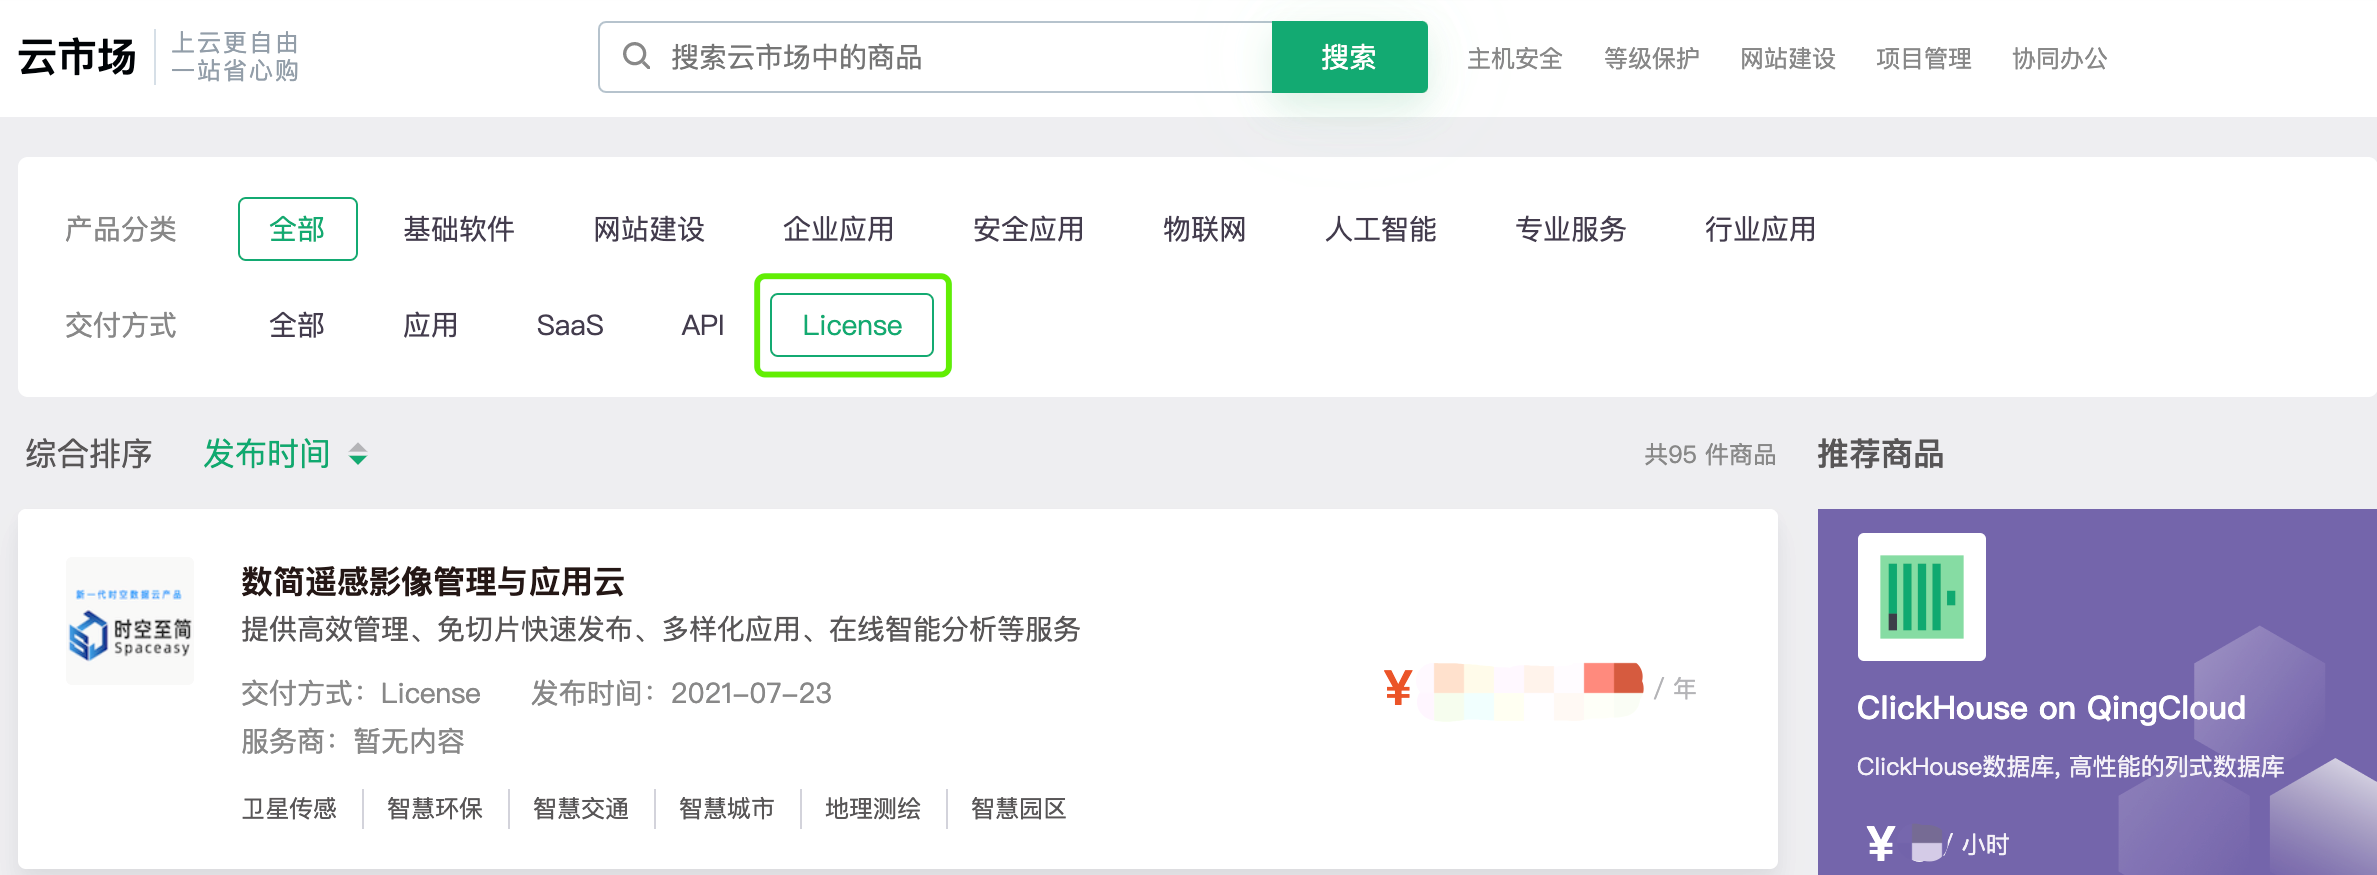 云市场
上云更自由
一站省心购
搜索云市场中的商品
搜索
主机安全 等级保护 网站建设 项目管理 协同办公
产品分类 全部 基础软件 网站建设 企业应用 安全应用 物联网 人工智能 专业服务 行业应用
交付方式 全部 应用 SaaS API License
综合排序 发布时间
共95 件商品
推荐商品
新一代时空数据云产品
时空至简
Spaceasy
数简遥感影像管理与应用云
提供高效管理、免切片快速发布、多样化应用、在线智能分析等服务
交付方式：License 发布时间：2021-07-23
服务商：暂无内容
卫星传感 智慧环保 智慧交通 智慧城市 地理测绘 智慧园区
¥ / 年
ClickHouse on QingCloud
ClickHouse数据库, 高性能的列式数据库
¥ / 小时